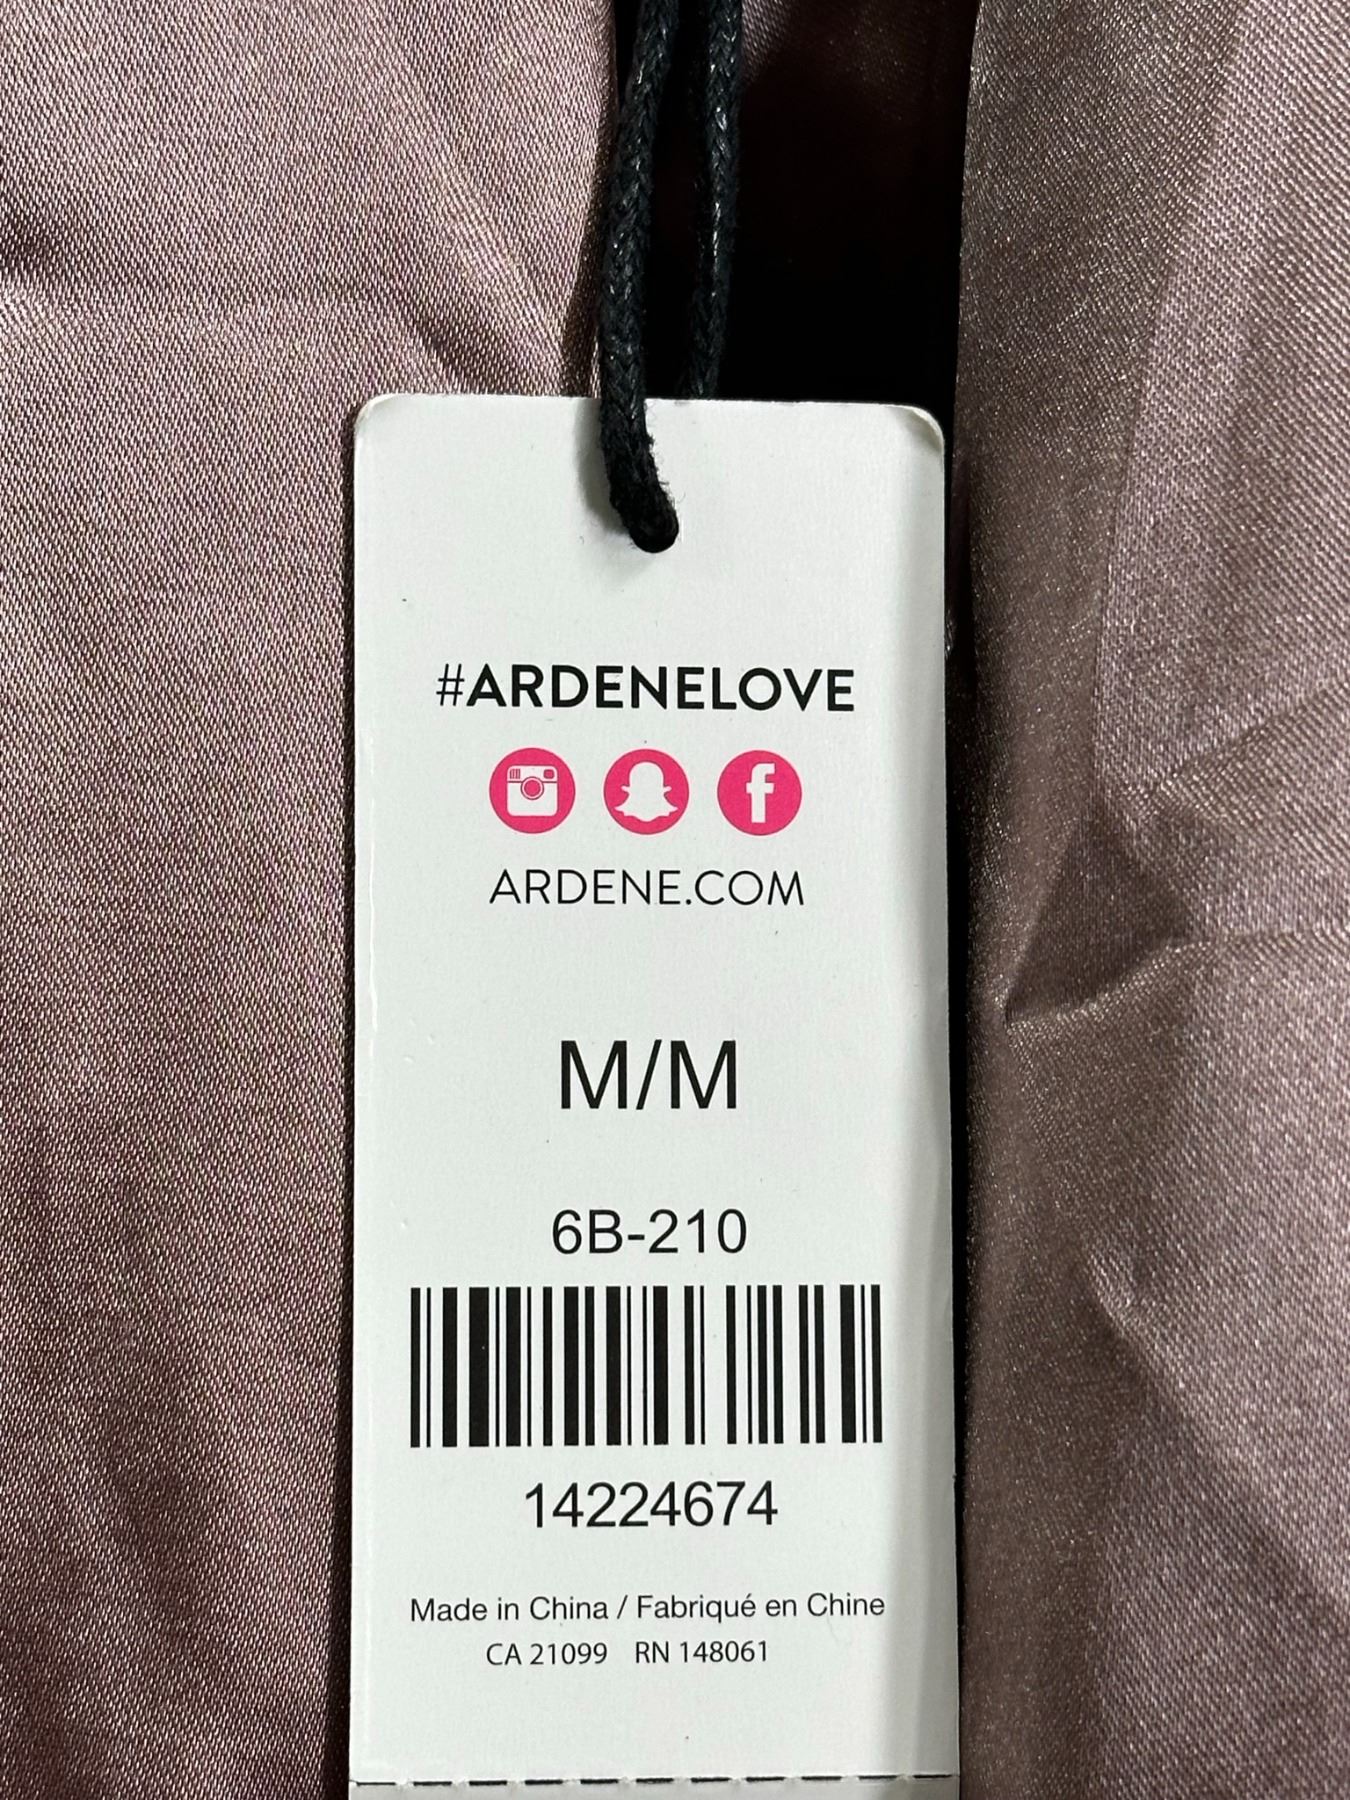 #ARDENELOVE
ARDENE.COM
M/M
6B-210
14224674
Made in China / Fabriqué en Chine
CA 21099 RN 148061